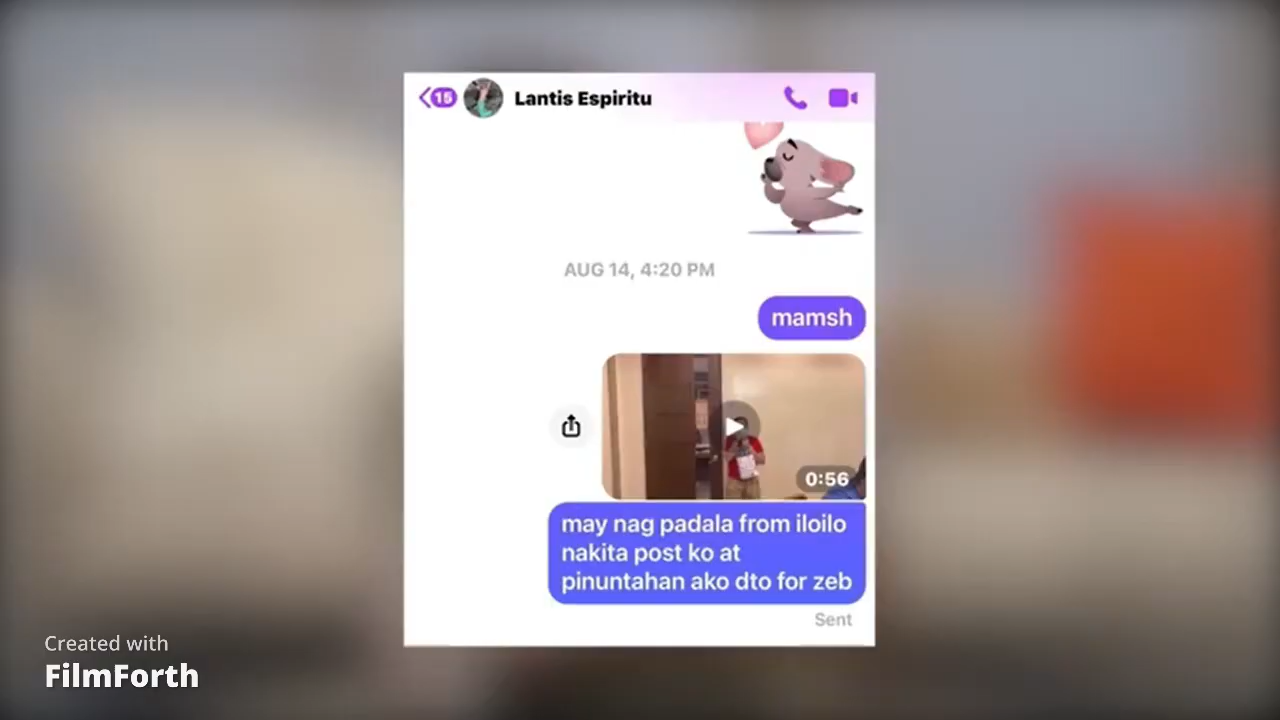 15
Lantis Espiritu
AUG 14, 4:20 PM
mamsh
0:56
may nag padala from iloilo
nakita post ko at
pinuntahan ako dto for zeb
Sent
Created with
FilmForth